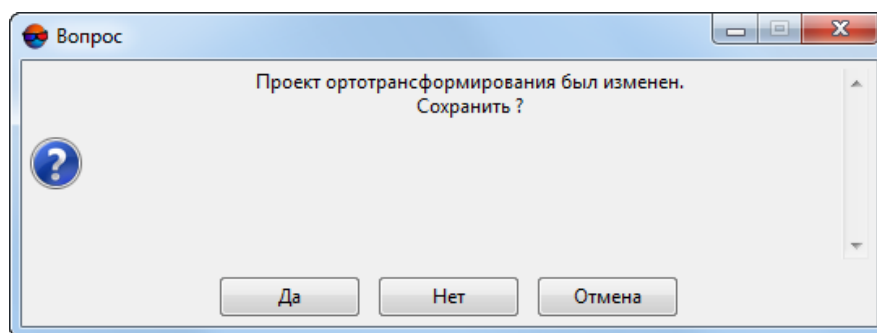 Вопрос
Проект ортотрансформирования был изменен.
Сохранить ?
Да
Нет
Отмена